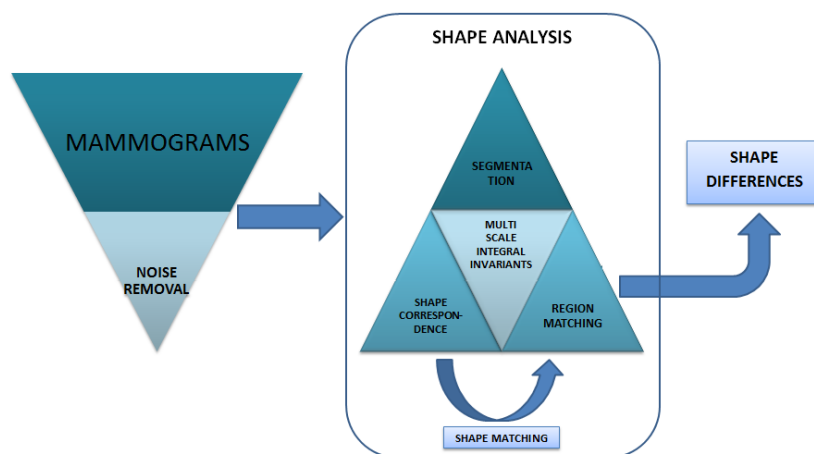 SHAPE ANALYSIS
MAMMOGRAMS
NOISE
REMOVAL
SEGMENTA
TION
MULTI
SCALE
INTEGRAL
INVARIANTS
SHAPE
CORRESPON-
DENCE
REGION
MATCHING
SHAPE MATCHING
SHAPE
DIFFERENCES